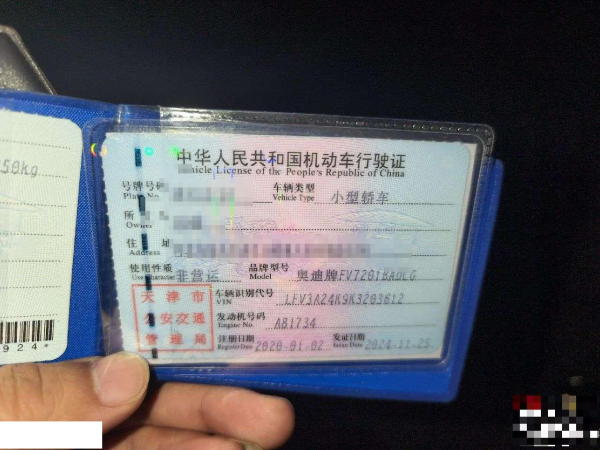 50kg
924*
中华人民共和国机动车行驶证
Vehicle License of the People's Republic of China
号牌号码 车辆类型 小型轿车
Plate No. Vehicle Type
所
Owner
住 址
Address
使用性质 非营运 品牌型号 奥迪牌FV7201BADCG
Use Character Model
天津市 车辆识别代号 LFV3A24K9K3203612
VIN
公安交通 发动机号码 A81734
Engine No.
管理局 注册日期 2020-01-02 发证日期 2024-11-25
Register Date Issue Date